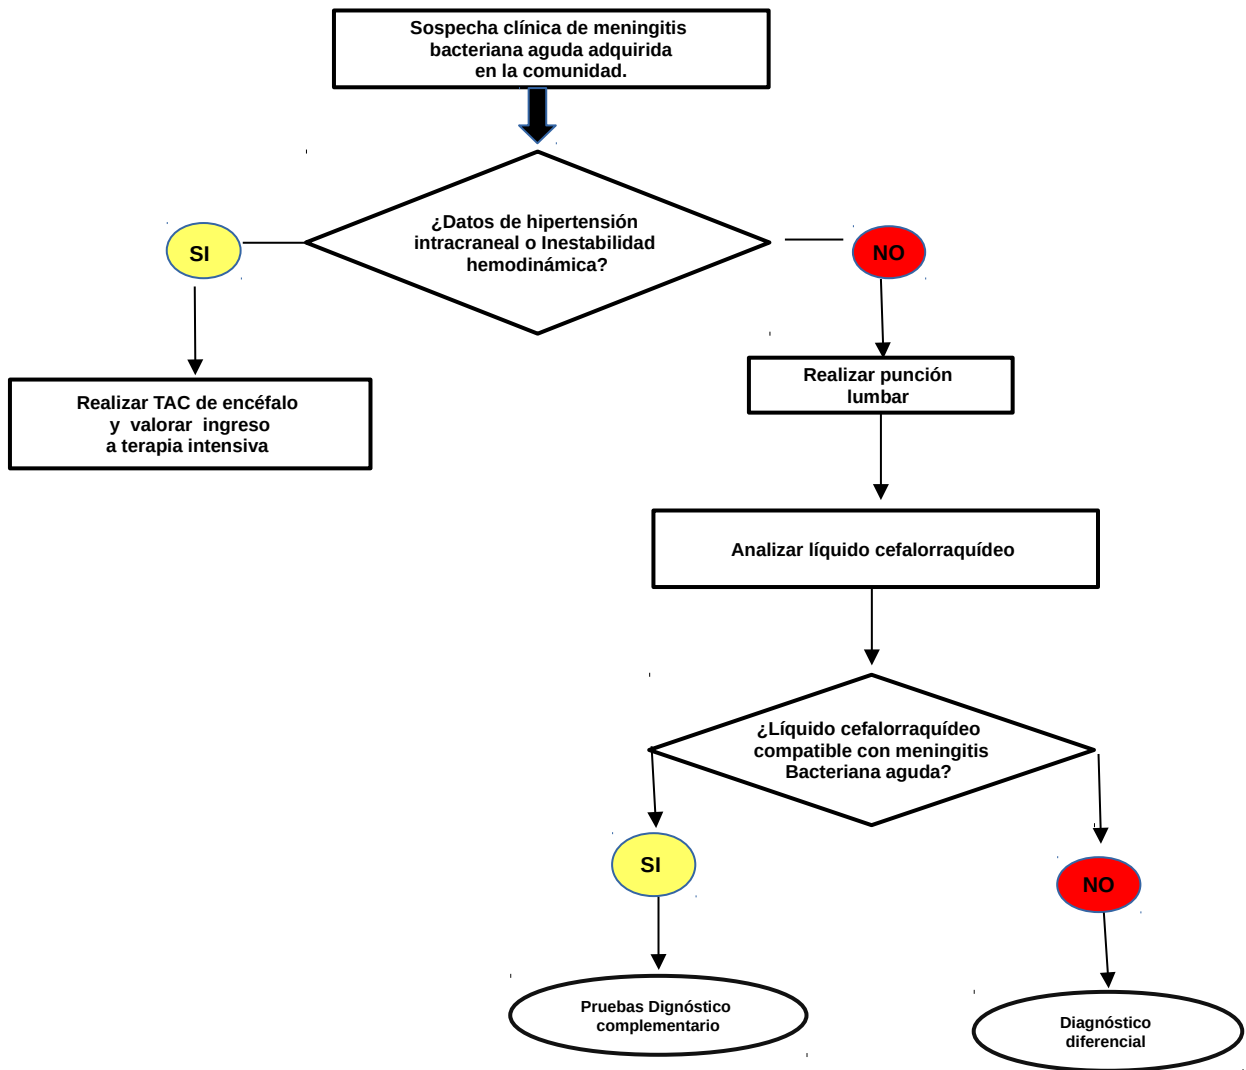 Sospecha clínica de meningitis
bacteriana aguda adquirida
en la comunidad.
¿Datos de hipertensión
intracraneal o Inestabilidad
hemodinámica?
SI
NO
Realizar TAC de encéfalo
y valorar ingreso
a terapia intensiva
Realizar punción
lumbar
Analizar líquido cefalorraquídeo
¿Líquido cefalorraquídeo
compatible con meningitis
Bacteriana aguda?
SI
NO
Pruebas Dignóstico
complementario
Diagnóstico
diferencial